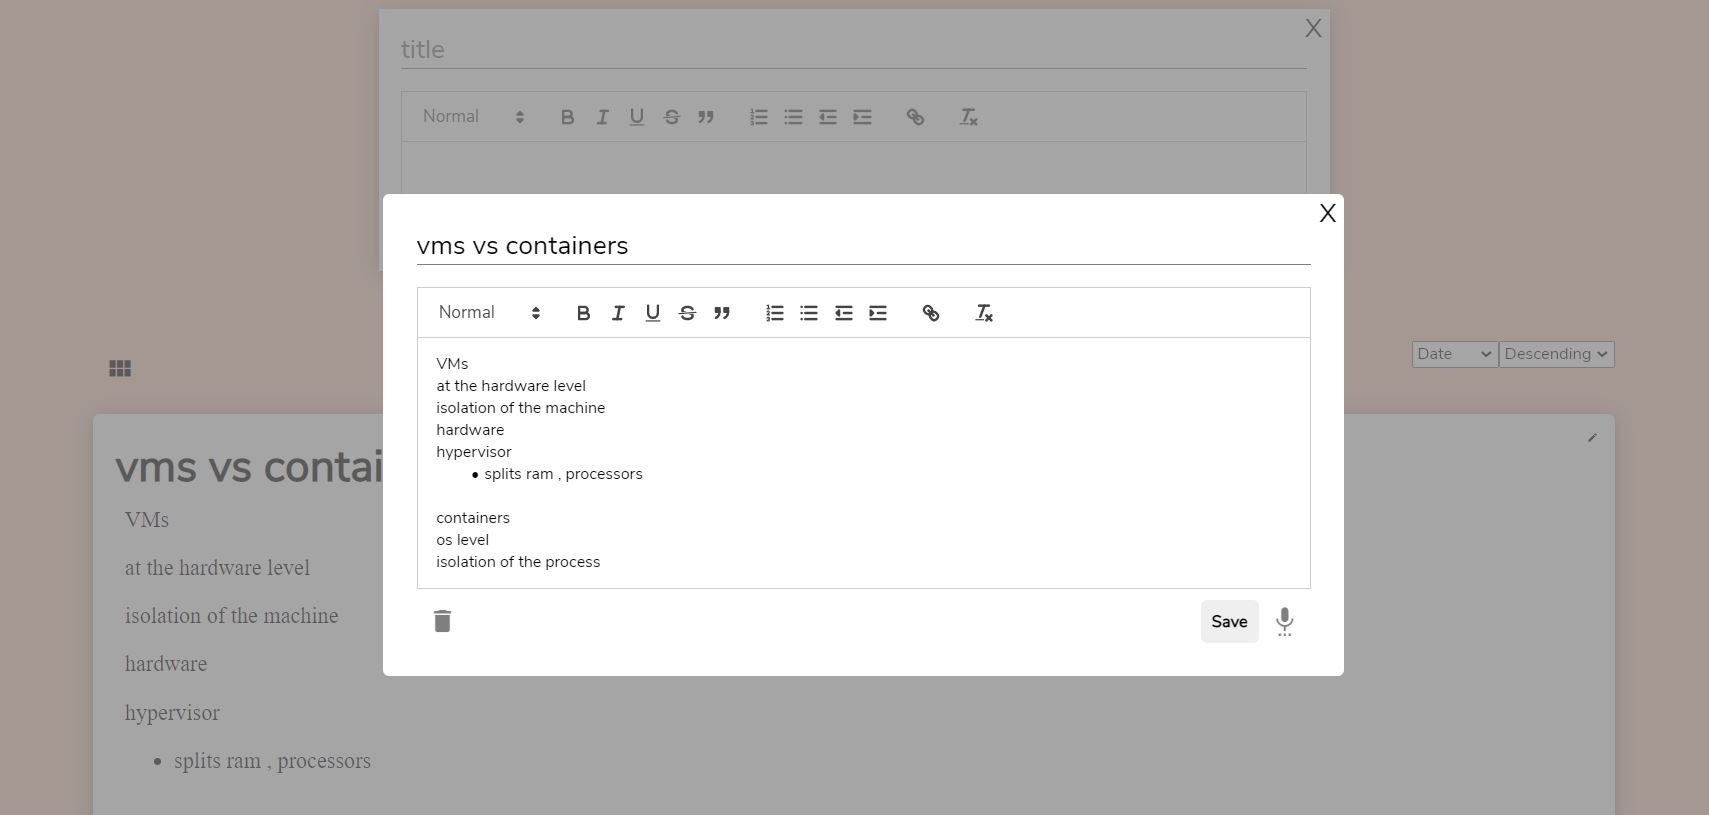 X
title
Normal
X
vms vs containers
Normal
VMs
at the hardware level
isolation of the machine
hardware
hypervisor
• splits ram , processors
containers
os level
isolation of the process
Save
Date Descending
vms vs contai
VMs
at the hardware level
isolation of the machine
hardware
hypervisor
• splits ram , processors